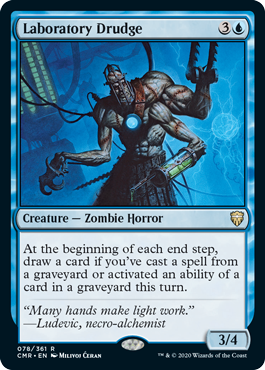 Laboratory Drudge 3
Creature — Zombie Horror
At the beginning of each end step,
draw a card if you've cast a spell from
a graveyard or activated an ability of a
card in a graveyard this turn.
"Many hands make light work."
—Ludevic, necro-alchemist
3/4
078/361 R
CMR • EN Milivoj Ćeran
™ & © 2020 Wizards of the Coast